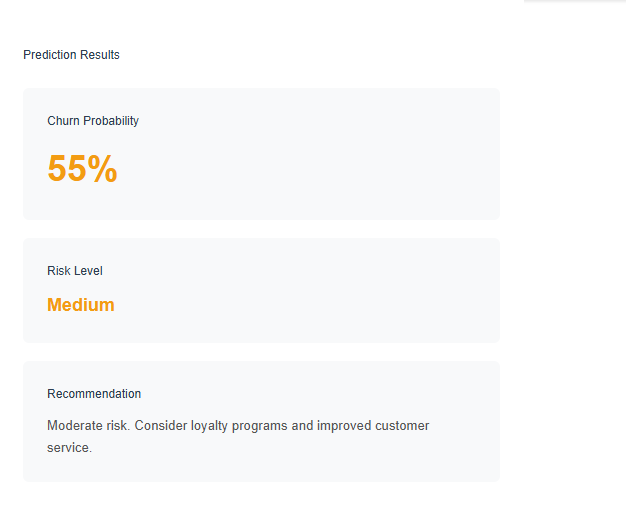 Prediction Results
Churn Probability
55%
Risk Level
Medium
Recommendation
Moderate risk. Consider loyalty programs and improved customer
service.